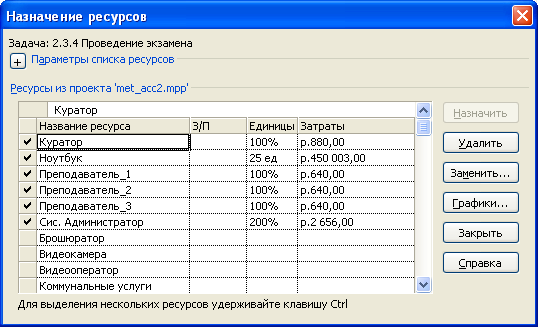 Назначение ресурсов
Задача: 2.3.4 Проведение экзамена
+ Параметры списка ресурсов
Ресурсы из проекта 'met_acc2.mpp'
Куратор
Название ресурса З/П Единицы Затраты
Куратор 100% р.880,00
Ноутбук 25 ед р.450 003,00
Преподаватель_1 100% р.640,00
Преподаватель_2 100% р.640,00
Преподаватель_3 100% р.640,00
Сис. Администратор 200% р.2 656,00
Брошюратор
Видеокамера
Видеооператор
Коммунальные услуги
Назначить
Удалить
Заменить...
Графики...
Закрыть
Справка
Для выделения нескольких ресурсов удерживайте клавишу Ctrl